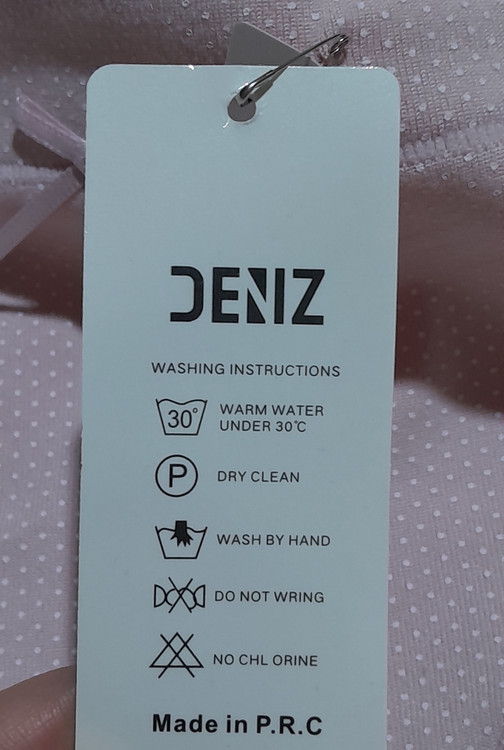 DENIZ
WASHING INSTRUCTIONS
30° WARM WATER
UNDER 30℃
P DRY CLEAN
WASH BY HAND
DO NOT WRING
NO CHL ORINE
Made in P.R.C